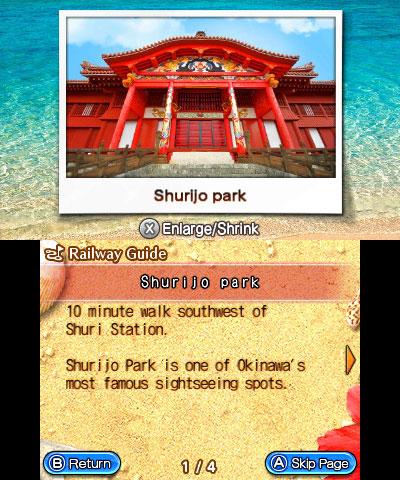 Shurijo park
X Enlarge/Shrink
Railway Guide
Shurijo park
10 minute walk southwest of
Shuri Station.
Shurijo Park is one of Okinawa's
most famous sightseeing spots.
B Return
1/4
A Skip Page